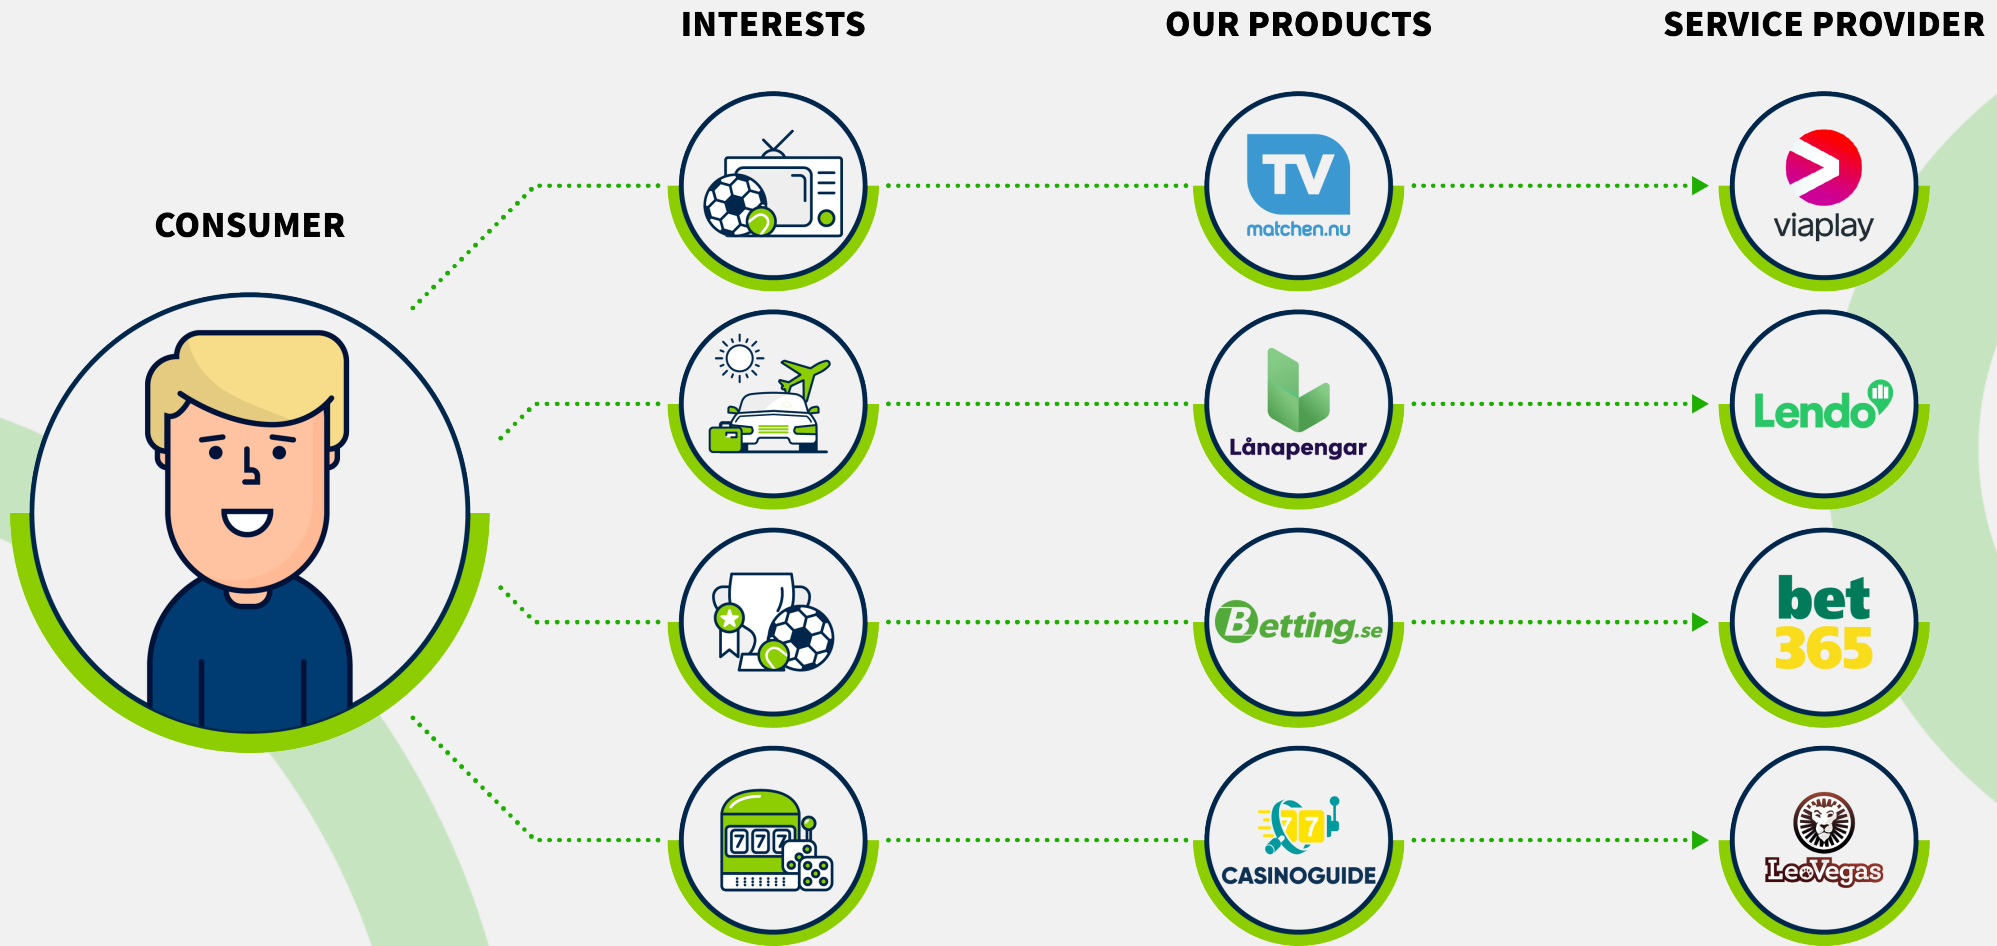 INTERESTS
OUR PRODUCTS
SERVICE PROVIDER
CONSUMER
TV
matchen.nu
viaplay
Lånapengar
Lendo
Betting.se
bet
365
777
77
CASINOGUIDE
LeoVegas